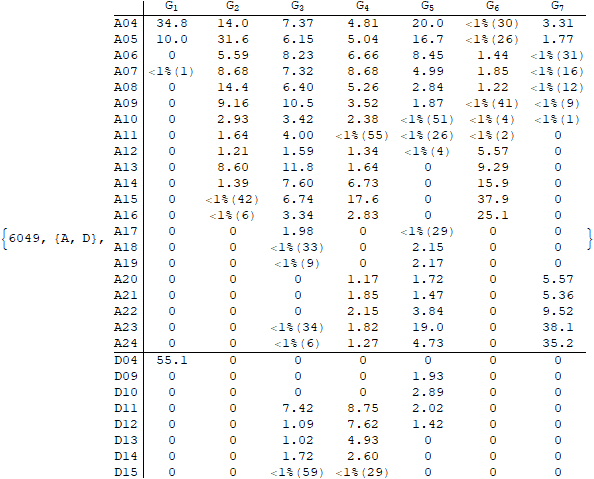 G1 G2 G3 G4 G5 G6 G7
A04 34.8 14.0 7.37 4.81 20.0 <1%(30) 3.31
A05 10.0 31.6 6.15 5.04 16.7 <1%(26) 1.77
A06 0 5.59 8.23 6.66 8.45 1.44 <1%(31)
A07 <1%(1) 8.68 7.32 8.68 4.99 1.85 <1%(16)
A08 0 14.4 6.40 5.26 2.84 1.22 <1%(12)
A09 0 9.16 10.5 3.52 1.87 <1%(41) <1%(9)
A10 0 2.93 3.42 2.38 <1%(51) <1%(4) <1%(1)
A11 0 1.64 4.00 <1%(55) <1%(26) <1%(2) 0
A12 0 1.21 1.59 1.34 <1%(4) 5.57 0
A13 0 8.60 11.8 1.64 0 9.29 0
A14 0 1.39 7.60 6.73 0 15.9 0
A15 0 <1%(42) 6.74 17.6 0 37.9 0
A16 0 <1%(6) 3.34 2.83 0 25.1 0
A17 0 0 1.98 0 <1%(29) 0 0
{6049, {A, D}, }
A18 0 0 <1%(33) 0 2.15 0 0
A19 0 0 <1%(9) 0 2.17 0 0
A20 0 0 0 1.17 1.72 0 5.57
A21 0 0 0 1.85 1.47 0 5.36
A22 0 0 0 2.15 3.84 0 9.52
A23 0 0 <1%(34) 1.82 19.0 0 38.1
A24 0 0 <1%(6) 1.27 4.73 0 35.2
D04 55.1 0 0 0 0 0 0
D09 0 0 0 0 1.93 0 0
D10 0 0 0 0 2.89 0 0
D11 0 0 7.42 8.75 2.02 0 0
D12 0 0 1.09 7.62 1.42 0 0
D13 0 0 1.02 4.93 0 0 0
D14 0 0 1.72 2.60 0 0 0
D15 0 0 <1%(59) <1%(29) 0 0 0